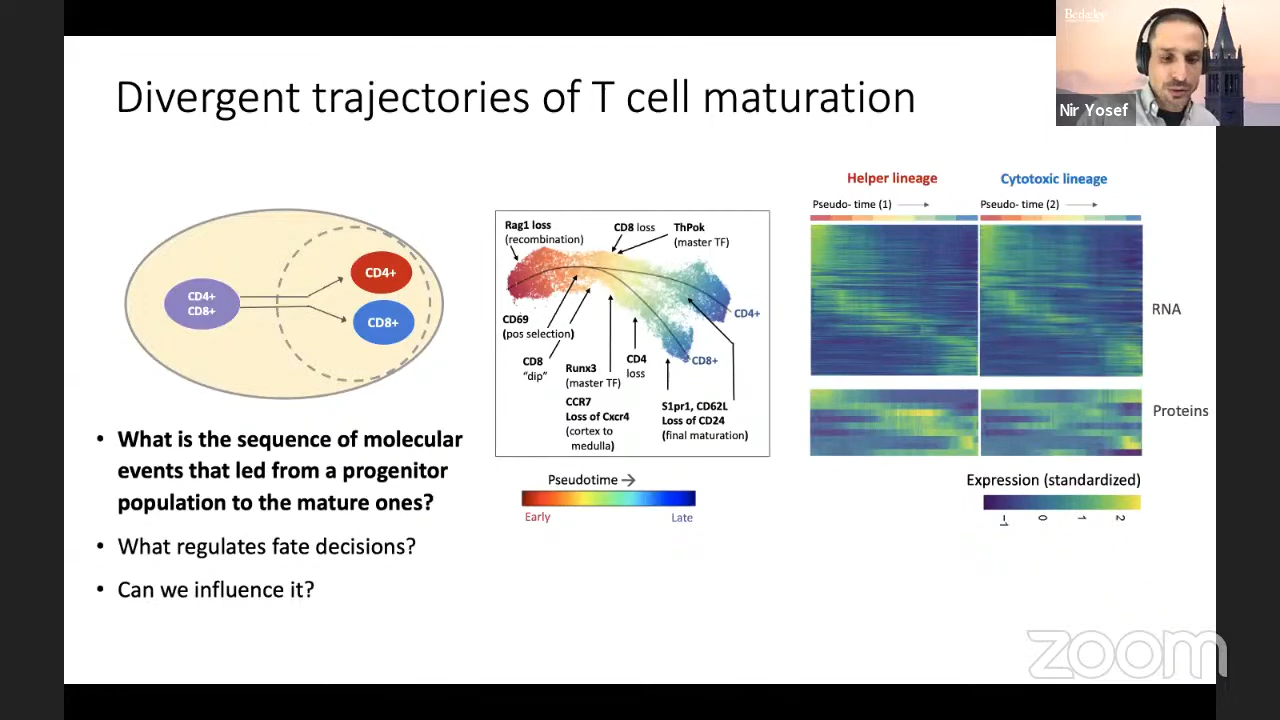 Berkeley
Nir Yosef
Divergent trajectories of T cell maturation
CD4+
CD8+
CD4+
CD8+
• What is the sequence of molecular
events that led from a progenitor
population to the mature ones?
• What regulates fate decisions?
• Can we influence it?
Rag1 loss
(recombination)
CD8 loss
ThPok
(master TF)
CD69
(pos selection)
CD8
“dip”
Runx3
(master TF)
CCR7
Loss of Cxcr4
(cortex to
medulla)
CD4
loss
CD4+
CD8+
S1pr1, CD62L
Loss of CD24
(final maturation)
Pseudotime →
Early
Late
Helper lineage
Cytotoxic lineage
Pseudo- time (1)
Pseudo- time (2)
RNA
Proteins
Expression (standardized)
−1 0 1 2
zoom